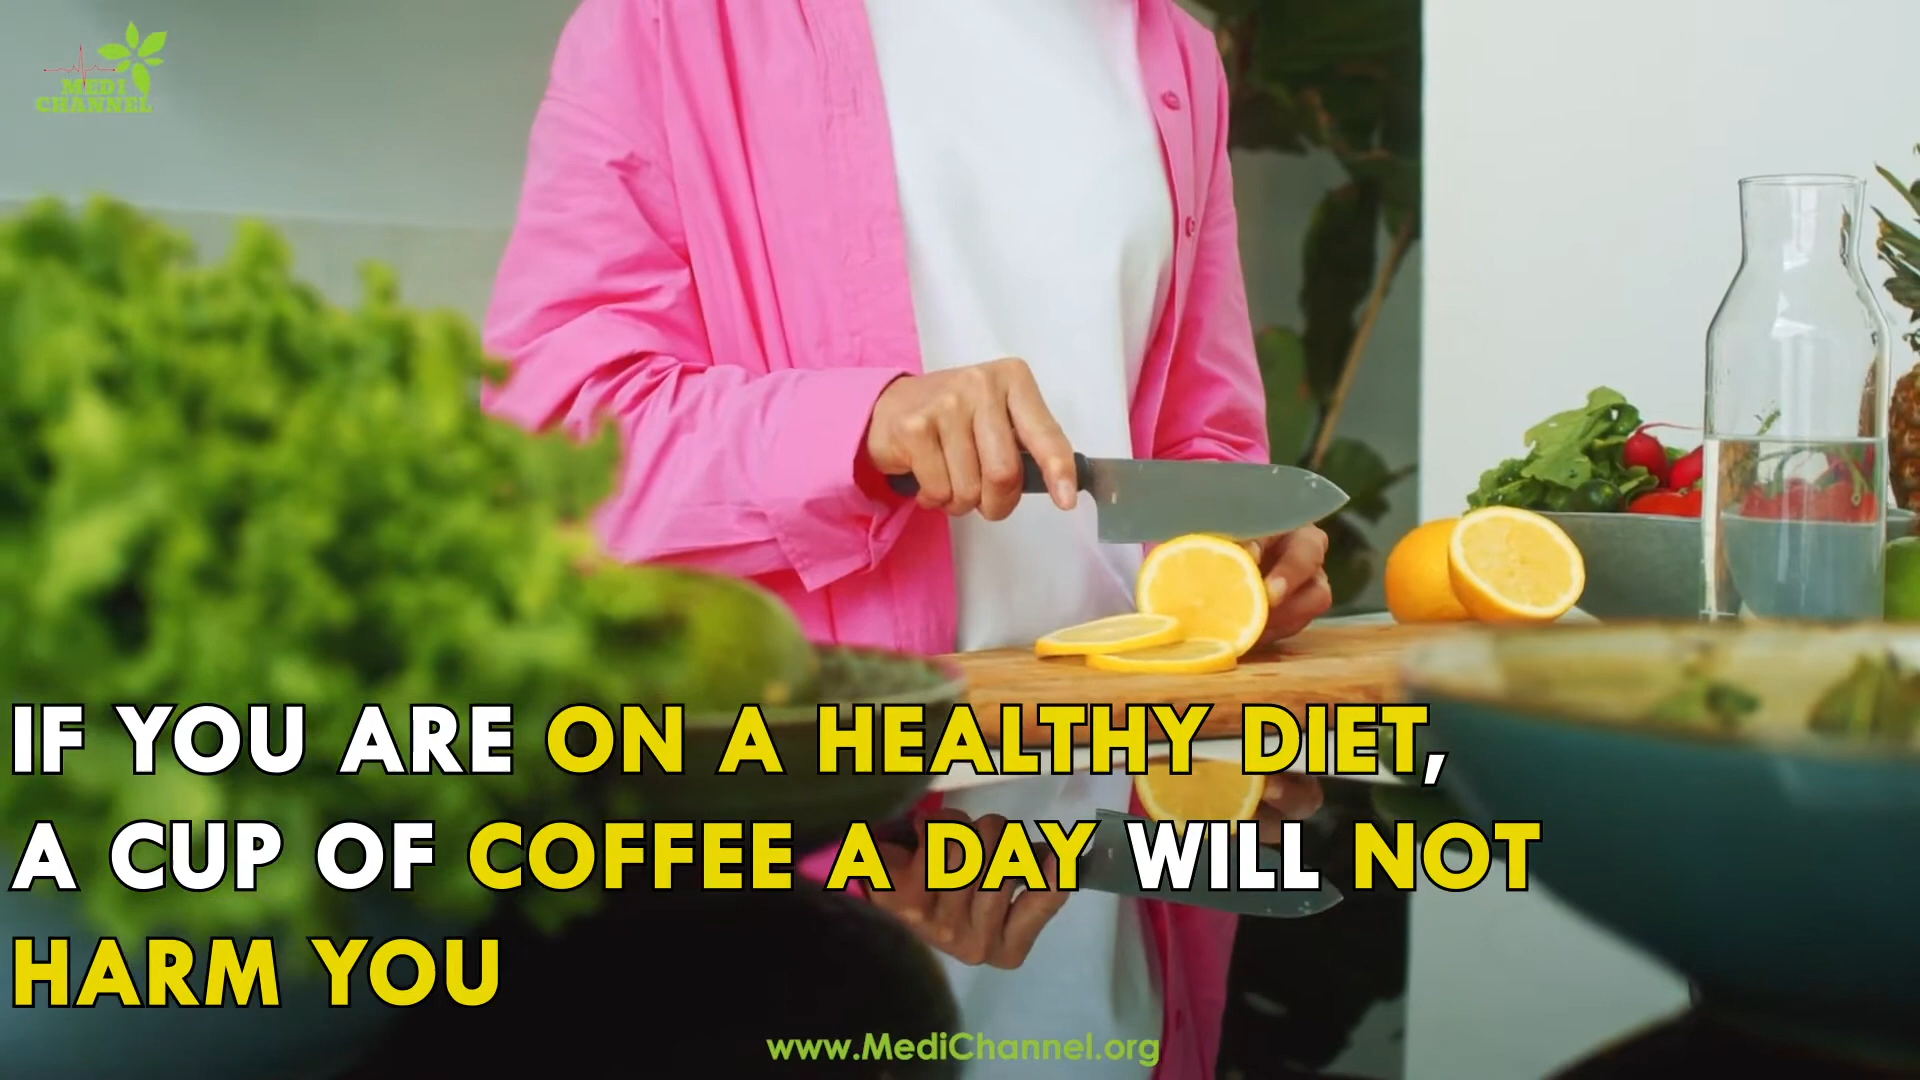 MEDI
CHANNEL
IF YOU ARE ON A HEALTHY DIET,
A CUP OF COFFEE A DAY WILL NOT
HARM YOU
www.MediChannel.org